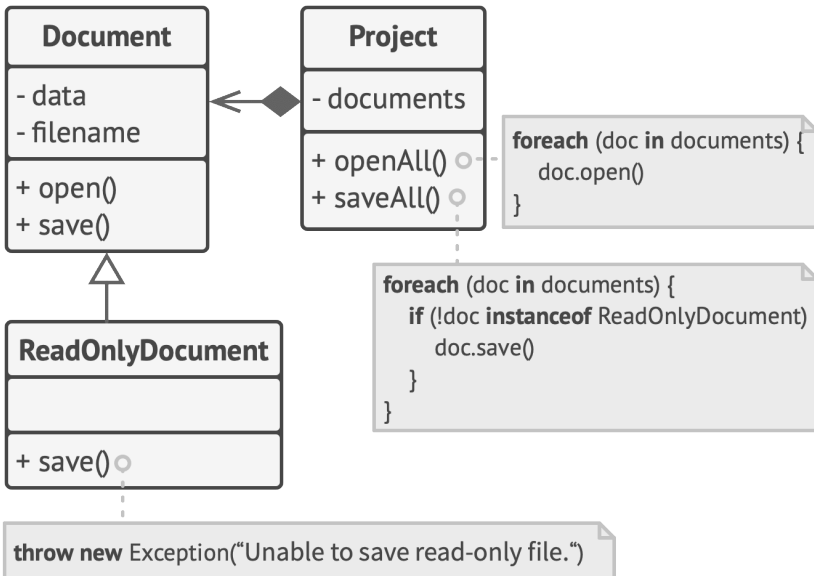 Document
- data
- filename
+ open()
+ save()
Project
- documents
+ openAll()
+ saveAll()
foreach (doc in documents) {
doc.open()
}
foreach (doc in documents) {
if (!doc instanceof ReadOnlyDocument)
doc.save()
}
}
ReadOnlyDocument
+ save()
throw new Exception(“Unable to save read-only file.“)